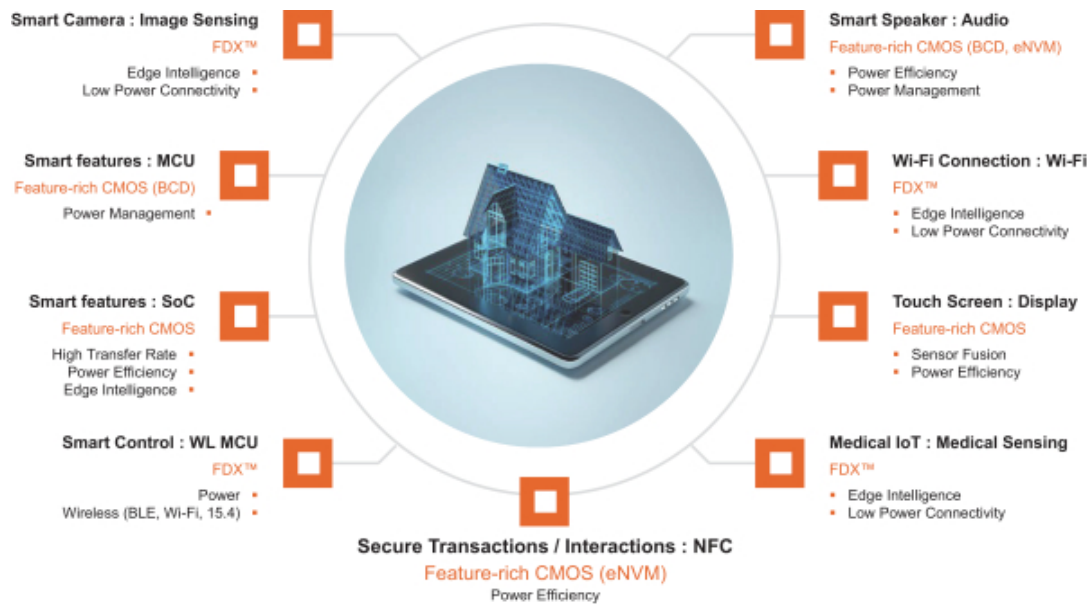 Smart Camera : Image Sensing
FDX™
Edge Intelligence
Low Power Connectivity
Smart features : MCU
Feature-rich CMOS (BCD)
Power Management
Smart features : SoC
Feature-rich CMOS
High Transfer Rate
Power Efficiency
Edge Intelligence
Smart Control : WL MCU
FDX™
Power
Wireless (BLE, Wi-Fi, 15.4)
Smart Speaker : Audio
Feature-rich CMOS (BCD, eNVM)
Power Efficiency
Power Management
Wi-Fi Connection : Wi-Fi
FDX™
Edge Intelligence
Low Power Connectivity
Touch Screen : Display
Feature-rich CMOS
Sensor Fusion
Power Efficiency
Medical IoT : Medical Sensing
FDX™
Edge Intelligence
Low Power Connectivity
Secure Transactions / Interactions : NFC
Feature-rich CMOS (eNVM)
Power Efficiency